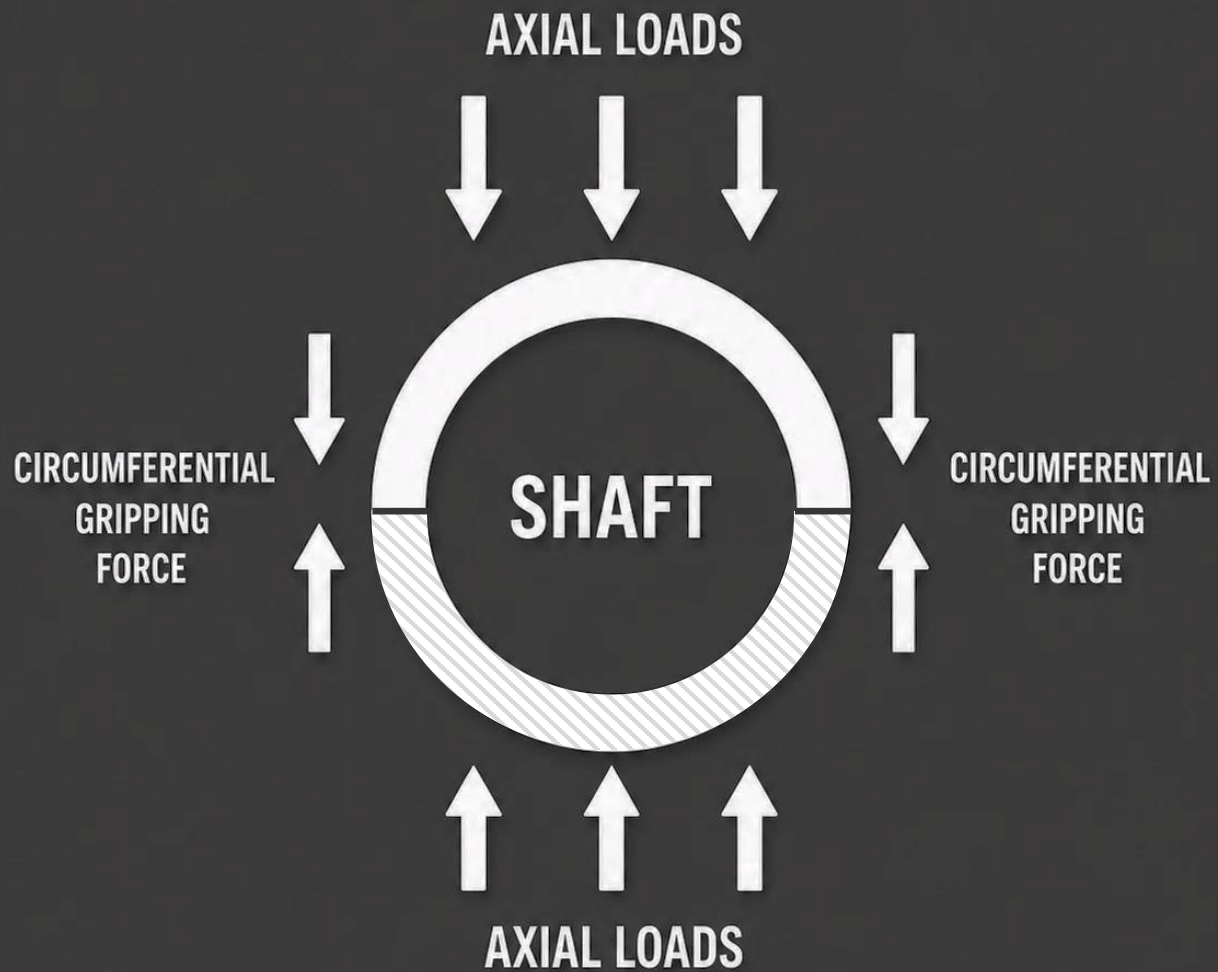 AXIAL LOADS
CIRCUMFERENTIAL
GRIPPING
FORCE
SHAFT
CIRCUMFERENTIAL
GRIPPING
FORCE
AXIAL LOADS